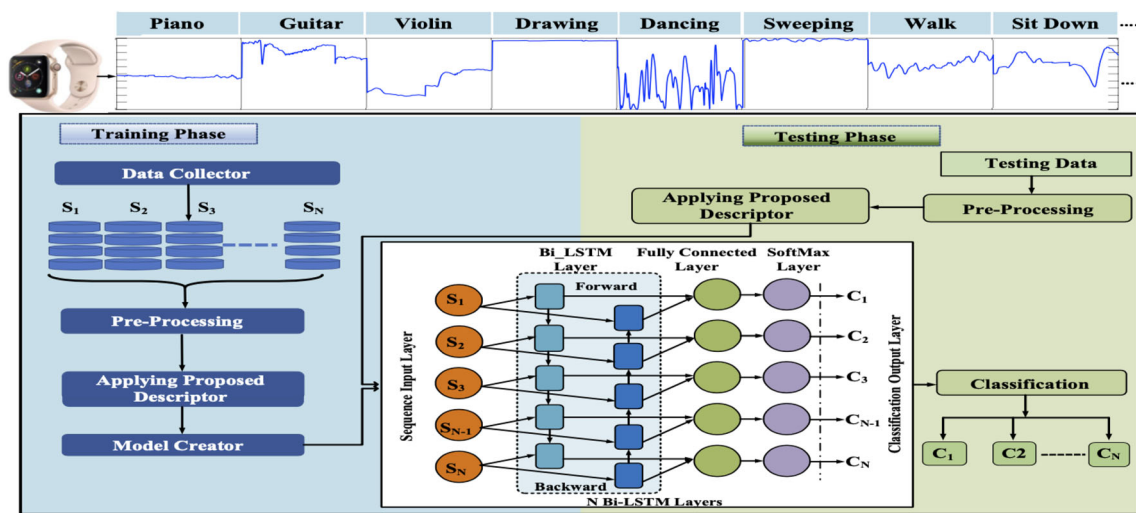 Piano Guitar Violin Drawing Dancing Sweeping Walk Sit Down
Training Phase
Data Collector
S1 S2 S3 SN
Pre-Processing
Applying Proposed
Descriptor
Model Creator
Testing Phase
Testing Data
Pre-Processing
Applying Proposed
Descriptor
Sequence Input Layer
Bi_LSTM
Layer
Fully Connected
Layer
SoftMax
Layer
Forward
S1
S2
S3
SN-1
SN
Backward
N Bi-LSTM Layers
C1
C2
C3
CN-1
CN
Classification Output Layer
Classification
C1 C2 CN